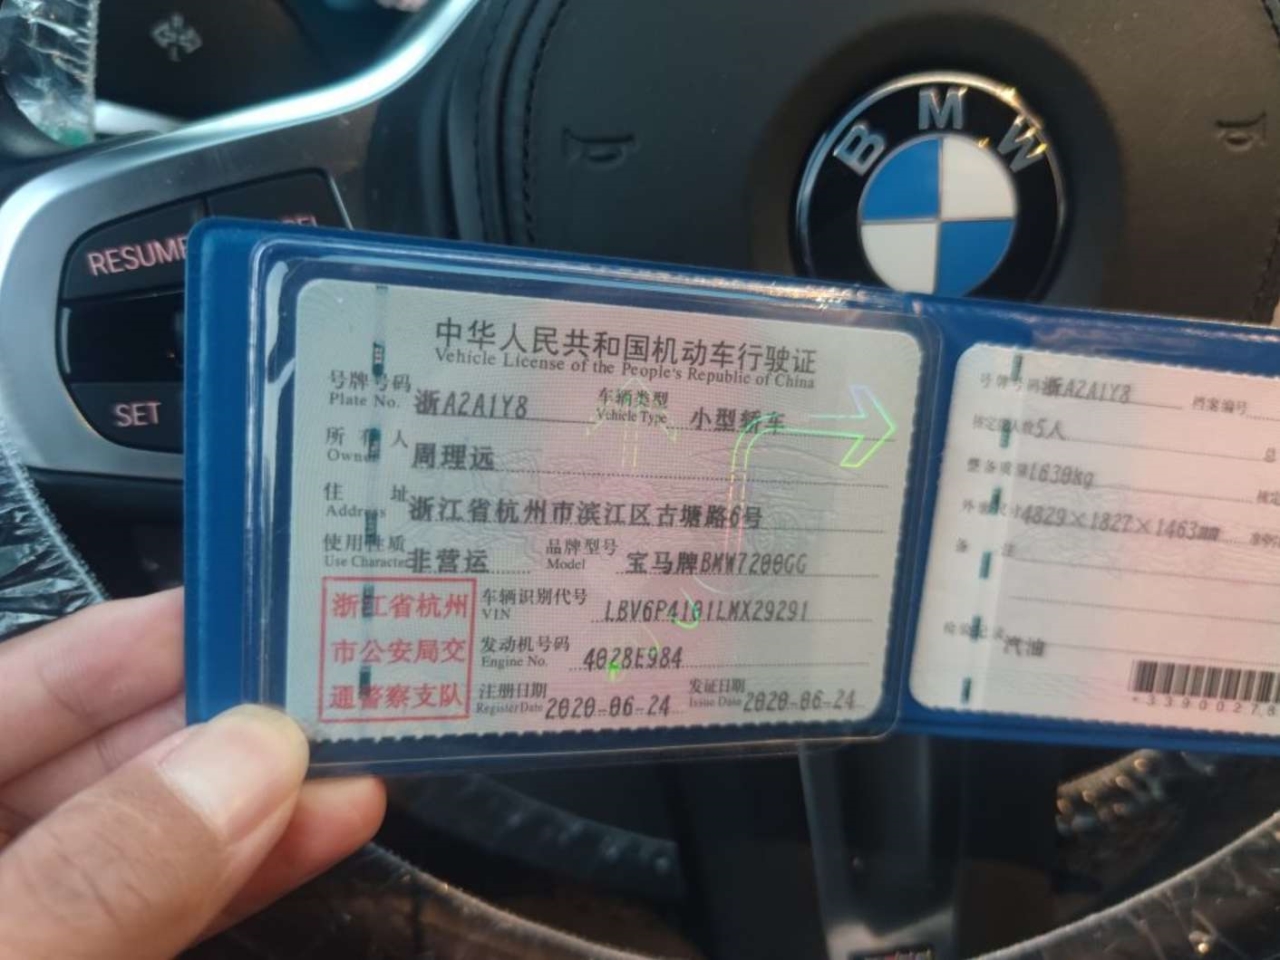 BMW
RESUME
SET
中华人民共和国机动车行驶证
Vehicle License of the People's Republic of China
号牌号码 浙A2A1Y8 车辆类型 小型轿车
Plate No. Vehicle Type
所有人 周理远
Owner
住址 浙江省杭州市滨江区古塘路6号
Address
使用性质 非营运 品牌型号 宝马牌BMW7200GG
Use Character Model
浙江省杭州
市公安局交
通警察支队
车辆识别代号 LBV6P4101LMX29291
VIN
发动机号码 4028E984
Engine No.
注册日期 2020-06-24 发证日期 2020-06-24
Register Date Issue Date
号牌号码 浙A2A1Y8 档案编号
核定载人数 5人 总
整备质量 1630kg 核定
外廓尺寸 4829×1827×1463mm
备注
检验记录 汽油